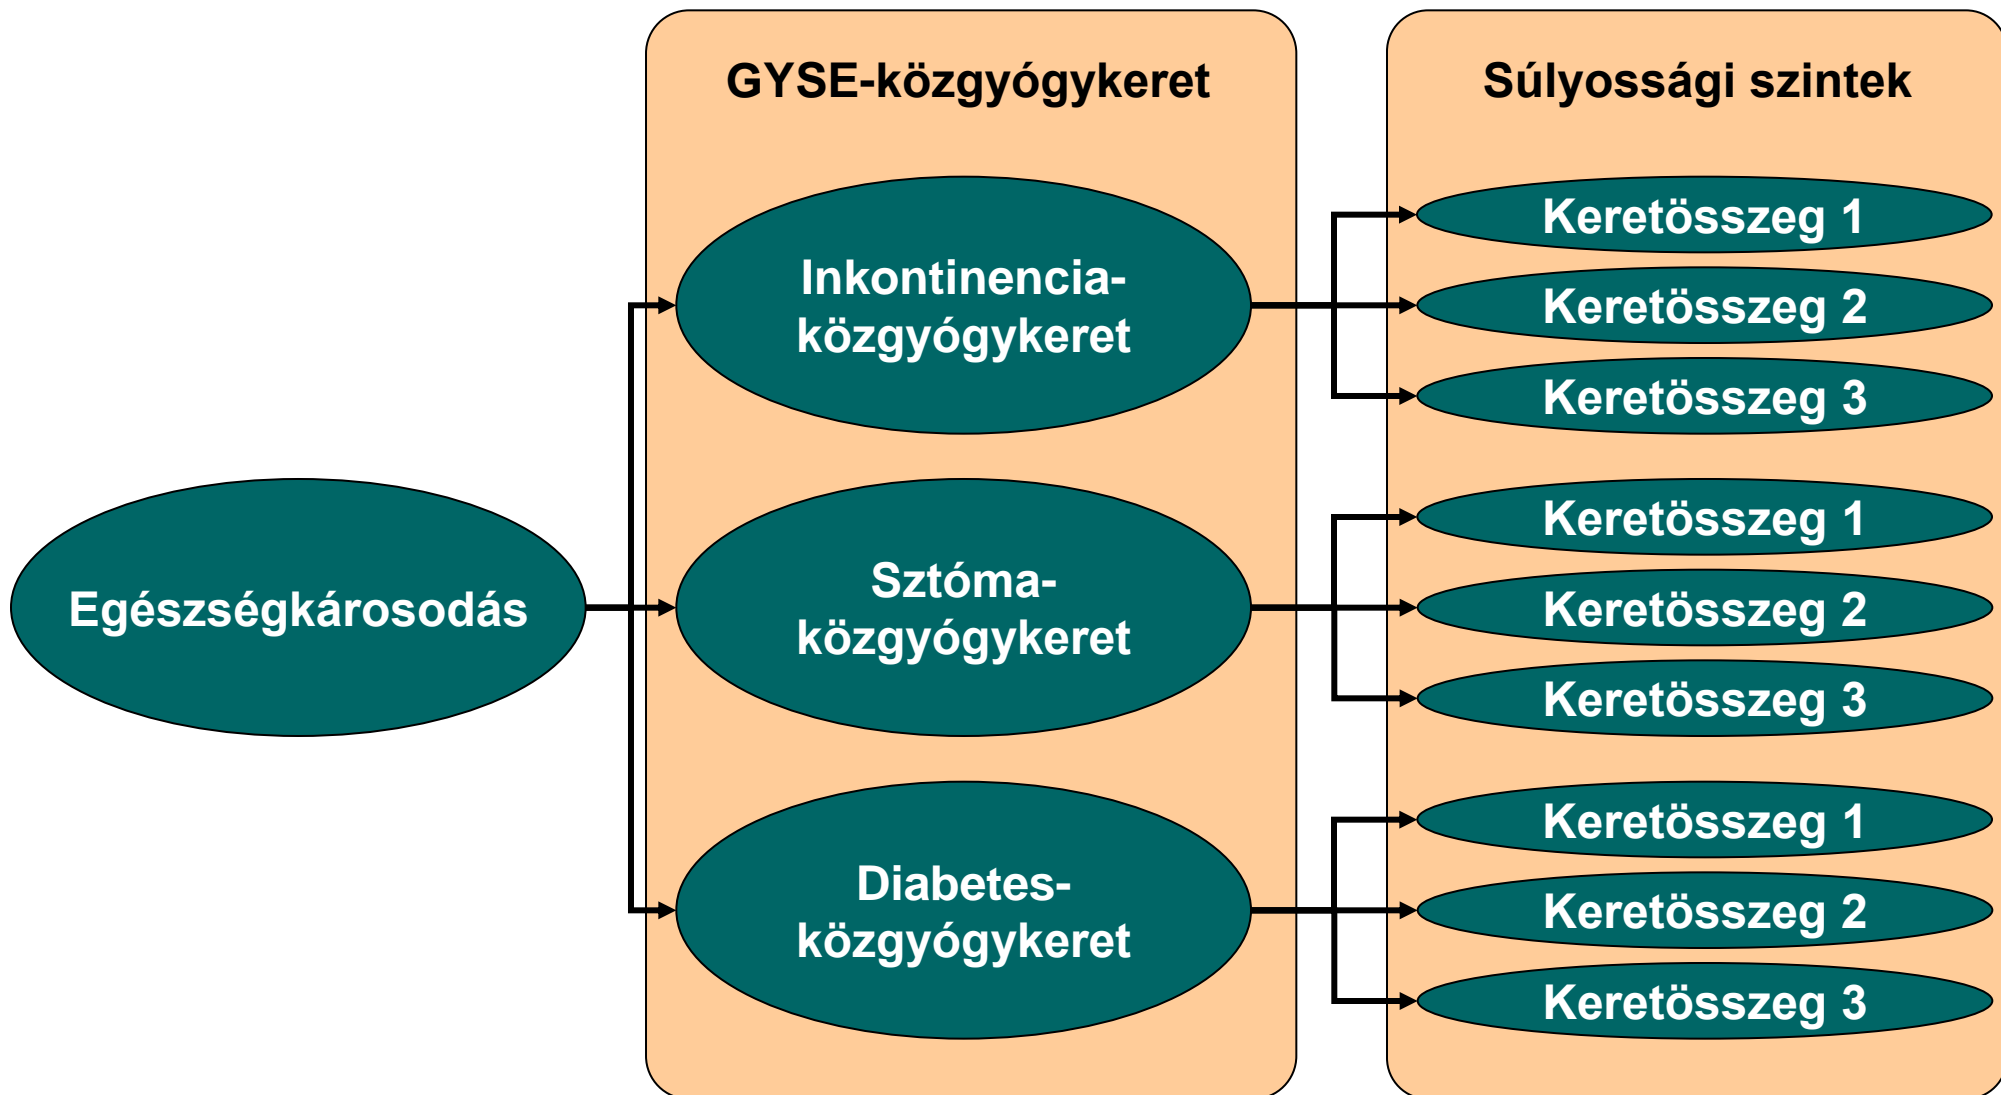 GYSE-közgyógykeret
Súlyossági szintek
Egészségkárosodás
Inkontinencia-
közgyógykeret
Keretösszeg 1
Keretösszeg 2
Keretösszeg 3
Sztóma-
közgyógykeret
Keretösszeg 1
Keretösszeg 2
Keretösszeg 3
Diabetes-
közgyógykeret
Keretösszeg 1
Keretösszeg 2
Keretösszeg 3